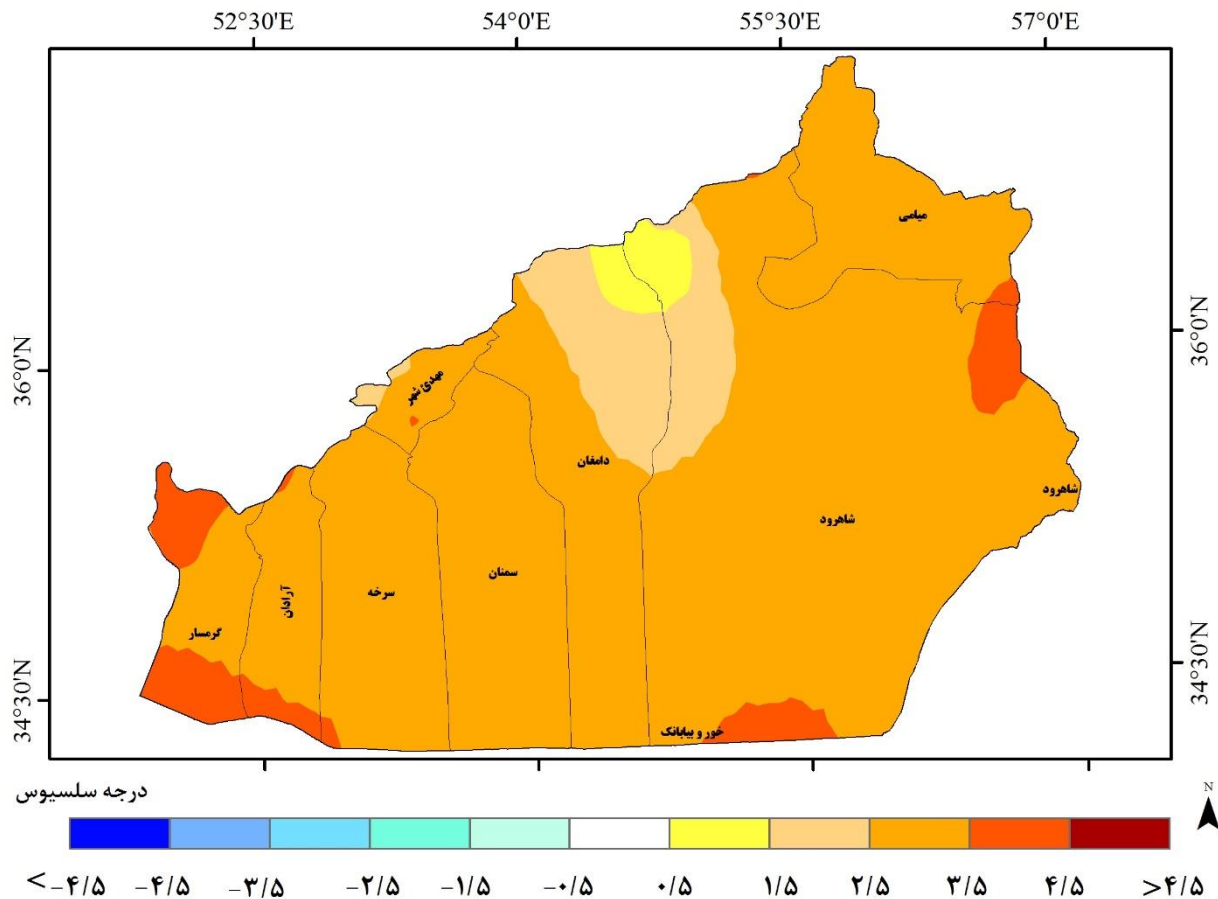 52°30'E 54°0'E 55°30'E 57°0'E
میامی
36°0'N
36°0'N
مهدی شهر
دامغان
شاهرود
شاهرود
سمنان
سرخه
آرادان
گرمسار
34°30'N
34°30'N
خور و بیابانک
درجه سلسیوس
N
< -۴/۵ -۴/۵ -۳/۵ -۲/۵ -۱/۵ -۰/۵ ۰/۵ ۱/۵ ۲/۵ ۳/۵ ۴/۵ >۴/۵